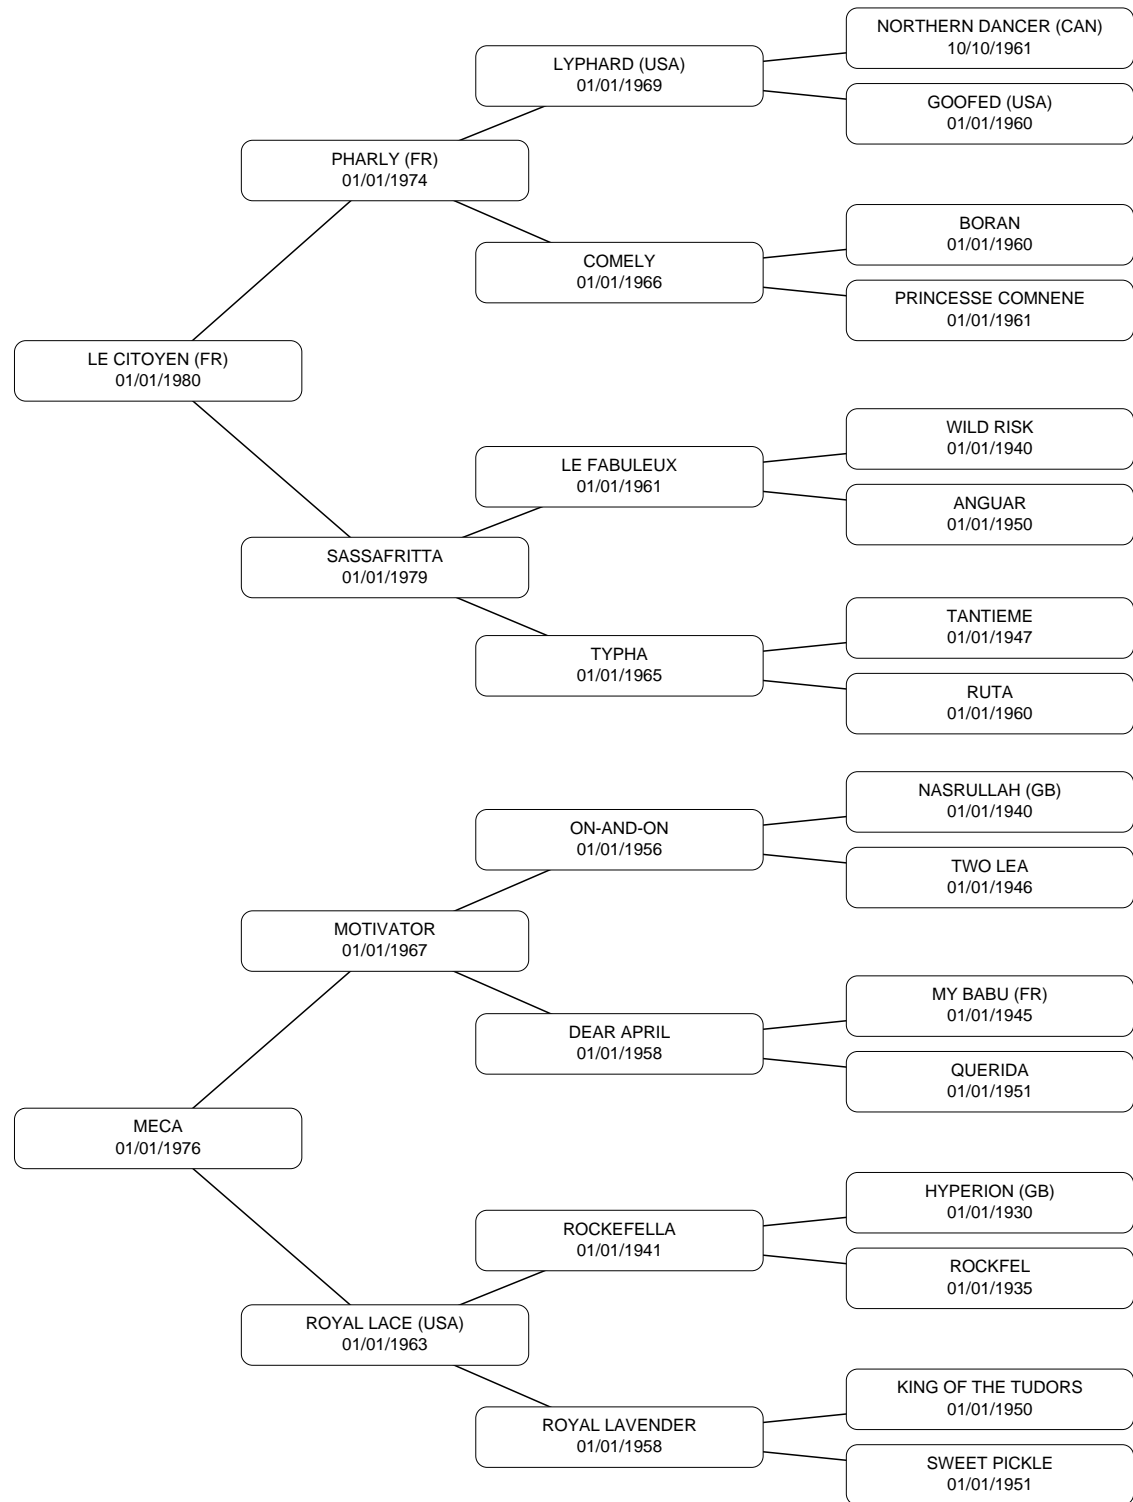 NORTHERN DANCER (CAN)
10/10/1961
LYPHARD (USA)
01/01/1969
GOOFED (USA)
01/01/1960
PHARLY (FR)
01/01/1974
BORAN
01/01/1960
COMELY
01/01/1966
PRINCESSE COMNENE
01/01/1961
LE CITOYEN (FR)
01/01/1980
WILD RISK
01/01/1940
LE FABULEUX
01/01/1961
ANGUAR
01/01/1950
SASSAFRITTA
01/01/1979
TANTIEME
01/01/1947
TYPHA
01/01/1965
RUTA
01/01/1960
NASRULLAH (GB)
01/01/1940
ON-AND-ON
01/01/1956
TWO LEA
01/01/1946
MOTIVATOR
01/01/1967
MY BABU (FR)
01/01/1945
DEAR APRIL
01/01/1958
QUERIDA
01/01/1951
MECA
01/01/1976
HYPERION (GB)
01/01/1930
ROCKEFELLA
01/01/1941
ROCKFEL
01/01/1935
ROYAL LACE (USA)
01/01/1963
KING OF THE TUDORS
01/01/1950
ROYAL LAVENDER
01/01/1958
SWEET PICKLE
01/01/1951